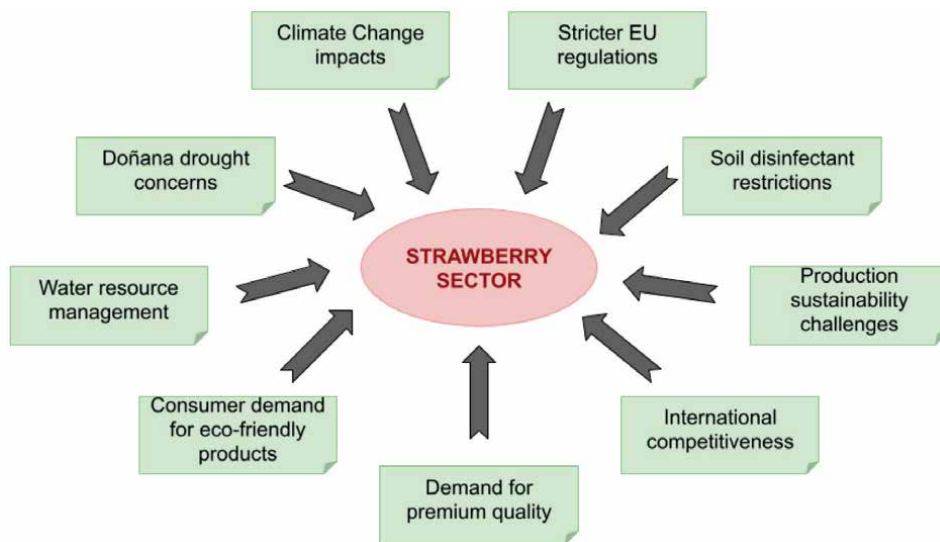 Climate Change
impacts
Stricter EU
regulations
Doñana drought
concerns
Soil disinfectant
restrictions
STRAWBERRY
SECTOR
Water resource
management
Production
sustainability
challenges
Consumer demand
for eco-friendly
products
International
competitiveness
Demand for
premium quality